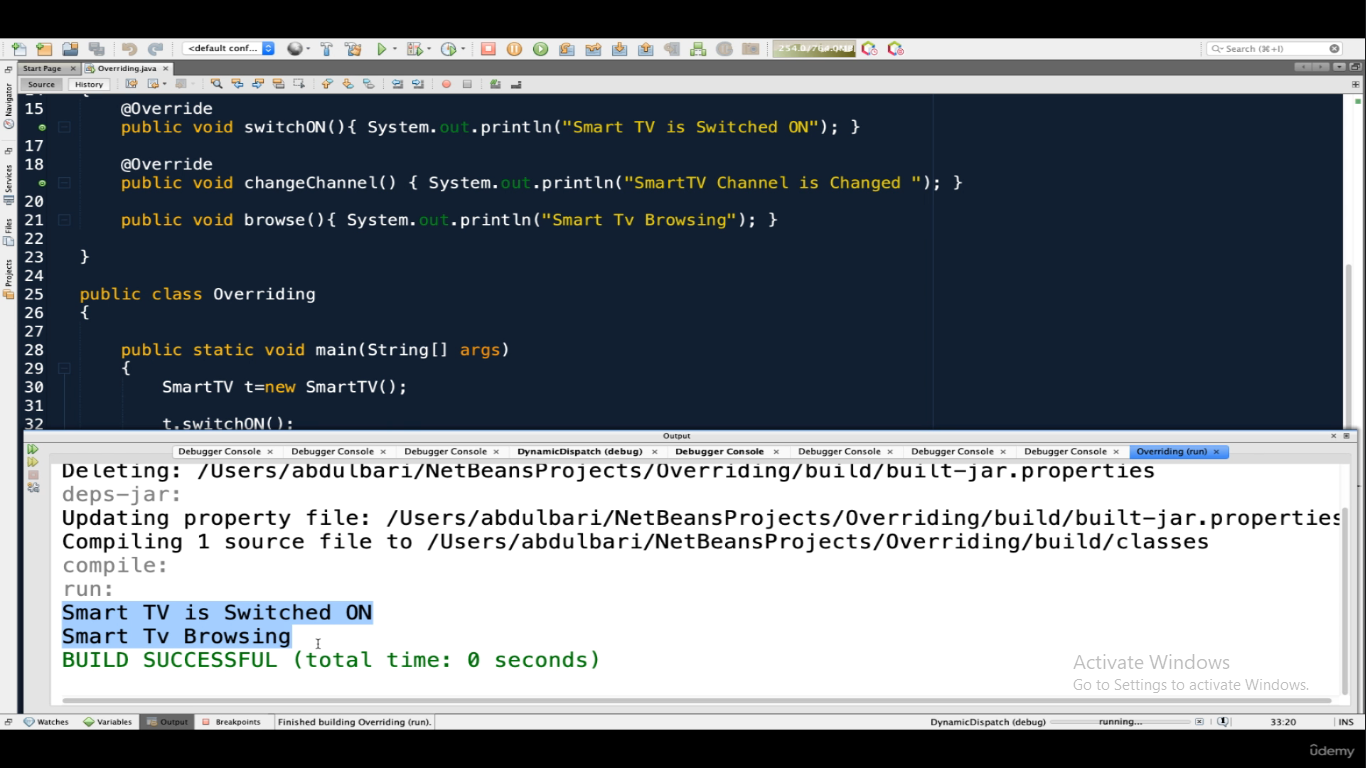 <default conf...
254.0/764.0MB
Search (⌘+I)
Start Page
Overriding.java
Source
History
15 @Override
public void switchON(){ System.out.println("Smart TV is Switched ON"); }
17
18 @Override
public void changeChannel() { System.out.println("SmartTV Channel is Changed "); }
20
21 public void browse(){ System.out.println("Smart Tv Browsing"); }
22
23 }
24
25 public class Overriding
26 {
27
28 public static void main(String[] args)
29 {
30 SmartTV t=new SmartTV();
31
32 t.switchON();
Navigator
Services
Files
Projects
Output
Debugger Console
Debugger Console
Debugger Console
DynamicDispatch (debug)
Debugger Console
Debugger Console
Debugger Console
Debugger Console
Overriding (run)
Deleting: /Users/abdulbari/NetBeansProjects/Overriding/build/built-jar.properties
deps-jar:
Updating property file: /Users/abdulbari/NetBeansProjects/Overriding/build/built-jar.properties
Compiling 1 source file to /Users/abdulbari/NetBeansProjects/Overriding/build/classes
compile:
run:
Smart TV is Switched ON
Smart Tv Browsing
BUILD SUCCESSFUL (total time: 0 seconds)
Activate Windows
Go to Settings to activate Windows.
Watches
Variables
Output
Breakpoints
Finished building Overriding (run).
DynamicDispatch (debug)
running...
33:20
INS
ûdemy